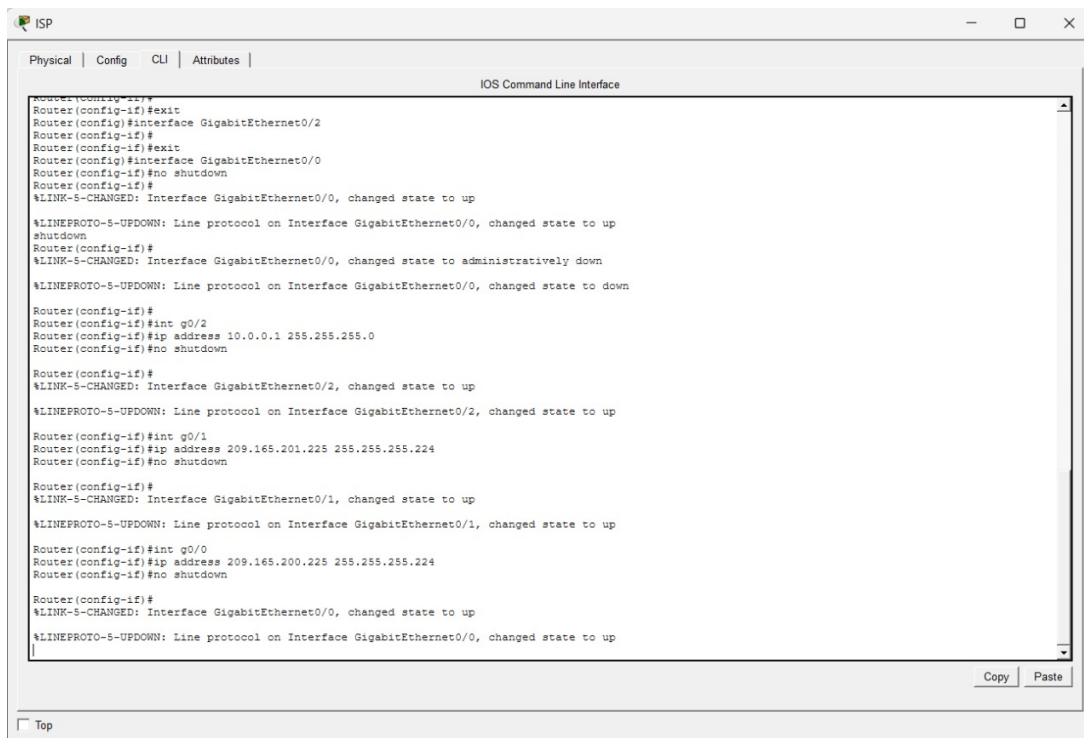 ISP
Physical Config CLI Attributes
IOS Command Line Interface
Router(config-if)#
Router(config-if)#exit
Router(config)#interface GigabitEthernet0/2
Router(config-if)#
Router(config-if)#exit
Router(config)#interface GigabitEthernet0/0
Router(config-if)#no shutdown
Router(config-if)#
%LINK-5-CHANGED: Interface GigabitEthernet0/0, changed state to up
%LINEPROTO-5-UPDOWN: Line protocol on Interface GigabitEthernet0/0, changed state to up
shutdown
Router(config-if)#
%LINK-5-CHANGED: Interface GigabitEthernet0/0, changed state to administratively down
%LINEPROTO-5-UPDOWN: Line protocol on Interface GigabitEthernet0/0, changed state to down
Router(config-if)#
Router(config-if)#int g0/2
Router(config-if)#ip address 10.0.0.1 255.255.255.0
Router(config-if)#no shutdown
Router(config-if)#
%LINK-5-CHANGED: Interface GigabitEthernet0/2, changed state to up
%LINEPROTO-5-UPDOWN: Line protocol on Interface GigabitEthernet0/2, changed state to up
Router(config-if)#int g0/1
Router(config-if)#ip address 209.165.201.225 255.255.255.224
Router(config-if)#no shutdown
Router(config-if)#
%LINK-5-CHANGED: Interface GigabitEthernet0/1, changed state to up
%LINEPROTO-5-UPDOWN: Line protocol on Interface GigabitEthernet0/1, changed state to up
Router(config-if)#int g0/0
Router(config-if)#ip address 209.165.200.225 255.255.255.224
Router(config-if)#no shutdown
Router(config-if)#
%LINK-5-CHANGED: Interface GigabitEthernet0/0, changed state to up
%LINEPROTO-5-UPDOWN: Line protocol on Interface GigabitEthernet0/0, changed state to up
Copy Paste
Top